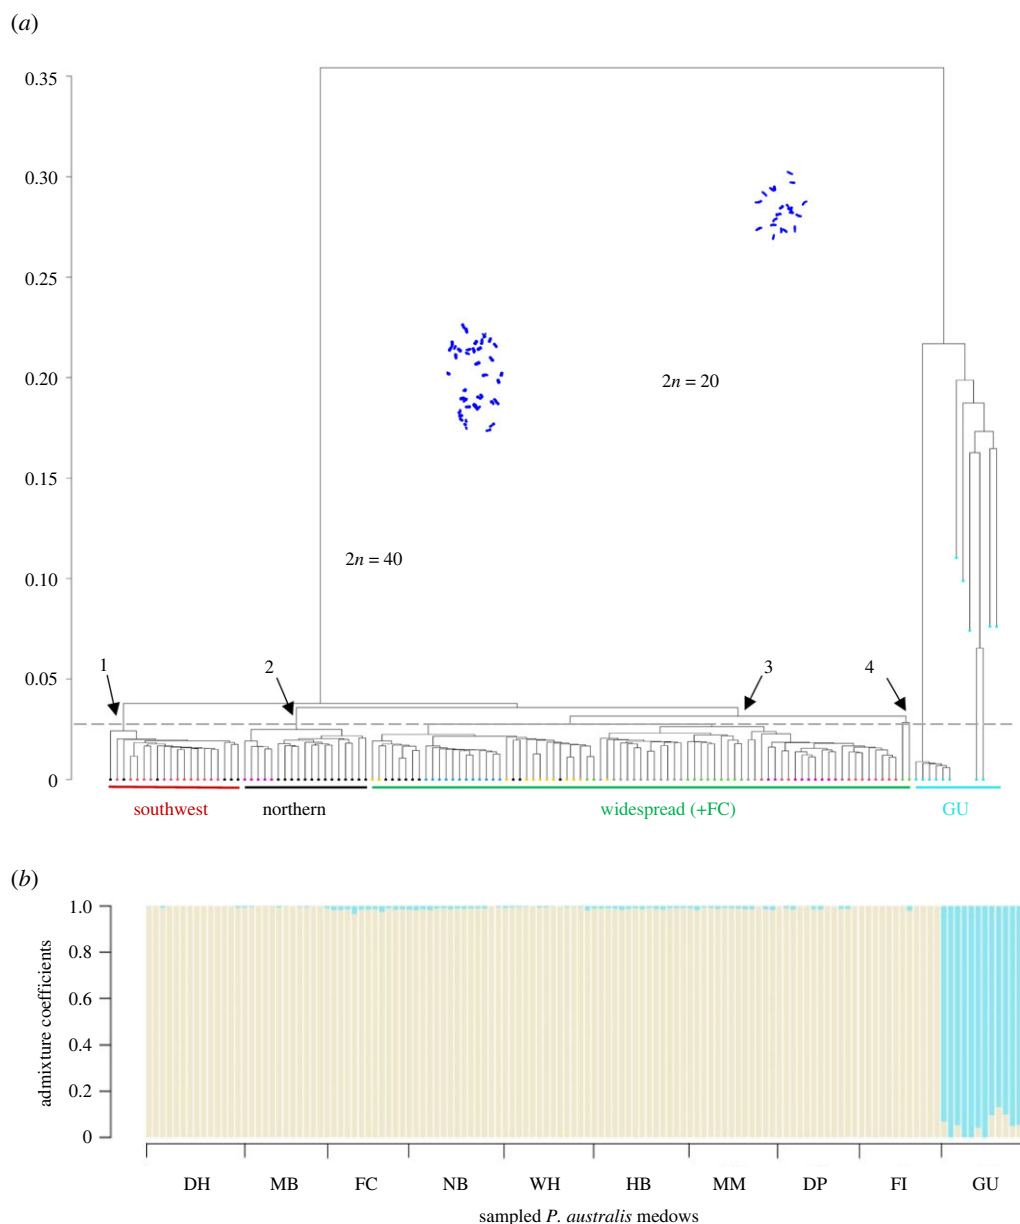 (a)
0.35
0.30
0.25
0.20
2n = 20
0.15
0.10
2n = 40
0.05
1
2
3
4
0
southwest
northern
widespread (+FC)
GU
(b)
1.0
0.8
0.6
0.4
0.2
0
admixture coefficients
DH MB FC NB WH HB MM DP FI GU
sampled P. australis medows